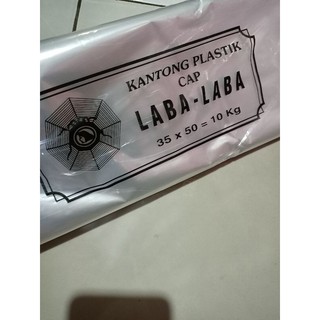 KANTONG PLASTIK
CAP
LABA-LABA
35 x 50 = 10 Kg